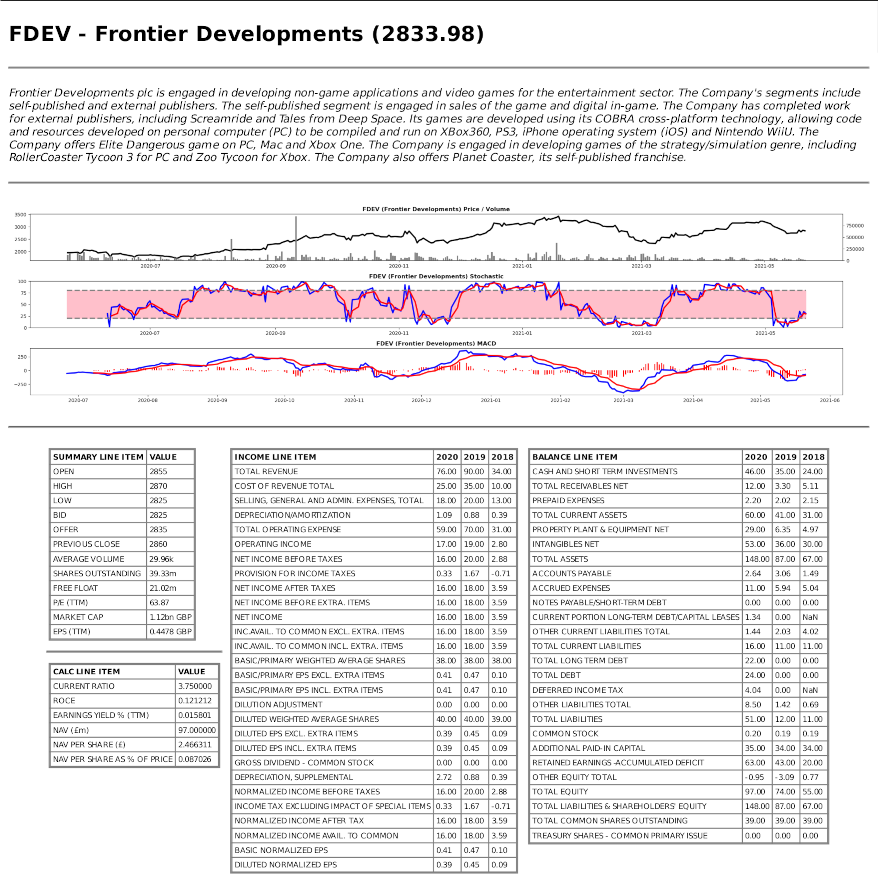 FDEV - Frontier Developments (2833.98)
Frontier Developments plc is engaged in developing non-game applications and video games for the entertainment sector. The Company's segments include
self-published and external publishers. The self-published segment is engaged in sales of the game and digital in-game. The Company has completed work
for external publishers, including Screamride and Tales from Deep Space. Its games are developed using its COBRA cross-platform technology, allowing code
and resources developed on personal computer (PC) to be compiled and run on XBox360, PS3, iPhone operating system (iOS) and Nintendo WiiU. The
Company offers Elite Dangerous game on PC, Mac and Xbox One. The Company is engaged in developing games of the strategy/simulation genre, including
RollerCoaster Tycoon 3 for PC and Zoo Tycoon for Xbox. The Company also offers Planet Coaster, its self-published franchise.
FDEV (Frontier Developments) Price / Volume
3500
3000
2500
2000
750000
500000
250000
0
2020-07 2020-09 2020-11 2021-01 2021-03 2021-05
FDEV (Frontier Developments) Stochastic
100
75
50
25
0
2020-07 2020-09 2020-11 2021-01 2021-03 2021-05
FDEV (Frontier Developments) MACD
250
0
−250
2020-07 2020-08 2020-09 2020-10 2020-11 2020-12 2021-01 2021-02 2021-03 2021-04 2021-05 2021-06
SUMMARY LINE ITEM VALUE
OPEN 2855
HIGH 2870
LOW 2825
BID 2825
OFFER 2835
PREVIOUS CLOSE 2860
AVERAGE VOLUME 29.96k
SHARES OUTSTANDING 39.33m
FREE FLOAT 21.02m
P/E (TTM) 63.87
MARKET CAP 1.12bn GBP
EPS (TTM) 0.4478 GBP
CALC LINE ITEM VALUE
CURRENT RATIO 3.750000
ROCE 0.121212
EARNINGS YIELD % (TTM) 0.015801
NAV (£m) 97.000000
NAV PER SHARE (£) 2.466311
NAV PER SHARE AS % OF PRICE 0.087026
INCOME LINE ITEM 2020 2019 2018
TOTAL REVENUE 76.00 90.00 34.00
COST OF REVENUE TOTAL 25.00 35.00 10.00
SELLING, GENERAL AND ADMIN. EXPENSES, TOTAL 18.00 20.00 13.00
DEPRECIATION/AMORTIZATION 1.09 0.88 0.39
TOTAL OPERATING EXPENSE 59.00 70.00 31.00
OPERATING INCOME 17.00 19.00 2.80
NET INCOME BEFORE TAXES 16.00 20.00 2.88
PROVISION FOR INCOME TAXES 0.33 1.67 -0.71
NET INCOME AFTER TAXES 16.00 18.00 3.59
NET INCOME BEFORE EXTRA. ITEMS 16.00 18.00 3.59
NET INCOME 16.00 18.00 3.59
INC.AVAIL. TO COMMON EXCL. EXTRA. ITEMS 16.00 18.00 3.59
INC.AVAIL. TO COMMON INCL. EXTRA. ITEMS 16.00 18.00 3.59
BASIC/PRIMARY WEIGHTED AVERAGE SHARES 38.00 38.00 38.00
BASIC/PRIMARY EPS EXCL. EXTRA ITEMS 0.41 0.47 0.10
BASIC/PRIMARY EPS INCL. EXTRA ITEMS 0.41 0.47 0.10
DILUTION ADJUSTMENT 0.00 0.00 0.00
DILUTED WEIGHTED AVERAGE SHARES 40.00 40.00 39.00
DILUTED EPS EXCL. EXTRA ITEMS 0.39 0.45 0.09
DILUTED EPS INCL. EXTRA ITEMS 0.39 0.45 0.09
GROSS DIVIDEND - COMMON STOCK 0.00 0.00 0.00
DEPRECIATION, SUPPLEMENTAL 2.72 0.88 0.39
NORMALIZED INCOME BEFORE TAXES 16.00 20.00 2.88
INCOME TAX EXCLUDING IMPACT OF SPECIAL ITEMS 0.33 1.67 -0.71
NORMALIZED INCOME AFTER TAX 16.00 18.00 3.59
NORMALIZED INCOME AVAIL. TO COMMON 16.00 18.00 3.59
BASIC NORMALIZED EPS 0.41 0.47 0.10
DILUTED NORMALIZED EPS 0.39 0.45 0.09
BALANCE LINE ITEM 2020 2019 2018
CASH AND SHORT TERM INVESTMENTS 46.00 35.00 24.00
TOTAL RECEIVABLES NET 12.00 3.30 5.11
PREPAID EXPENSES 2.20 2.02 2.15
TOTAL CURRENT ASSETS 60.00 41.00 31.00
PROPERTY PLANT & EQUIPMENT NET 29.00 6.35 4.97
INTANGIBLES NET 53.00 36.00 30.00
TOTAL ASSETS 148.00 87.00 67.00
ACCOUNTS PAYABLE 2.64 3.06 1.49
ACCRUED EXPENSES 11.00 5.94 5.04
NOTES PAYABLE/SHORT-TERM DEBT 0.00 0.00 0.00
CURRENT PORTION LONG-TERM DEBT/CAPITAL LEASES 1.34 0.00 NaN
OTHER CURRENT LIABILITIES TOTAL 1.44 2.03 4.02
TOTAL CURRENT LIABILITIES 16.00 11.00 11.00
TOTAL LONG TERM DEBT 22.00 0.00 0.00
TOTAL DEBT 24.00 0.00 0.00
DEFERRED INCOME TAX 4.04 0.00 NaN
OTHER LIABILITIES TOTAL 8.50 1.42 0.69
TOTAL LIABILITIES 51.00 12.00 11.00
COMMON STOCK 0.20 0.19 0.19
ADDITIONAL PAID-IN CAPITAL 35.00 34.00 34.00
RETAINED EARNINGS -ACCUMULATED DEFICIT 63.00 43.00 20.00
OTHER EQUITY TOTAL -0.95 -3.09 0.77
TOTAL EQUITY 97.00 74.00 55.00
TOTAL LIABILITIES & SHAREHOLDERS' EQUITY 148.00 87.00 67.00
TOTAL COMMON SHARES OUTSTANDING 39.00 39.00 39.00
TREASURY SHARES - COMMON PRIMARY ISSUE 0.00 0.00 0.00